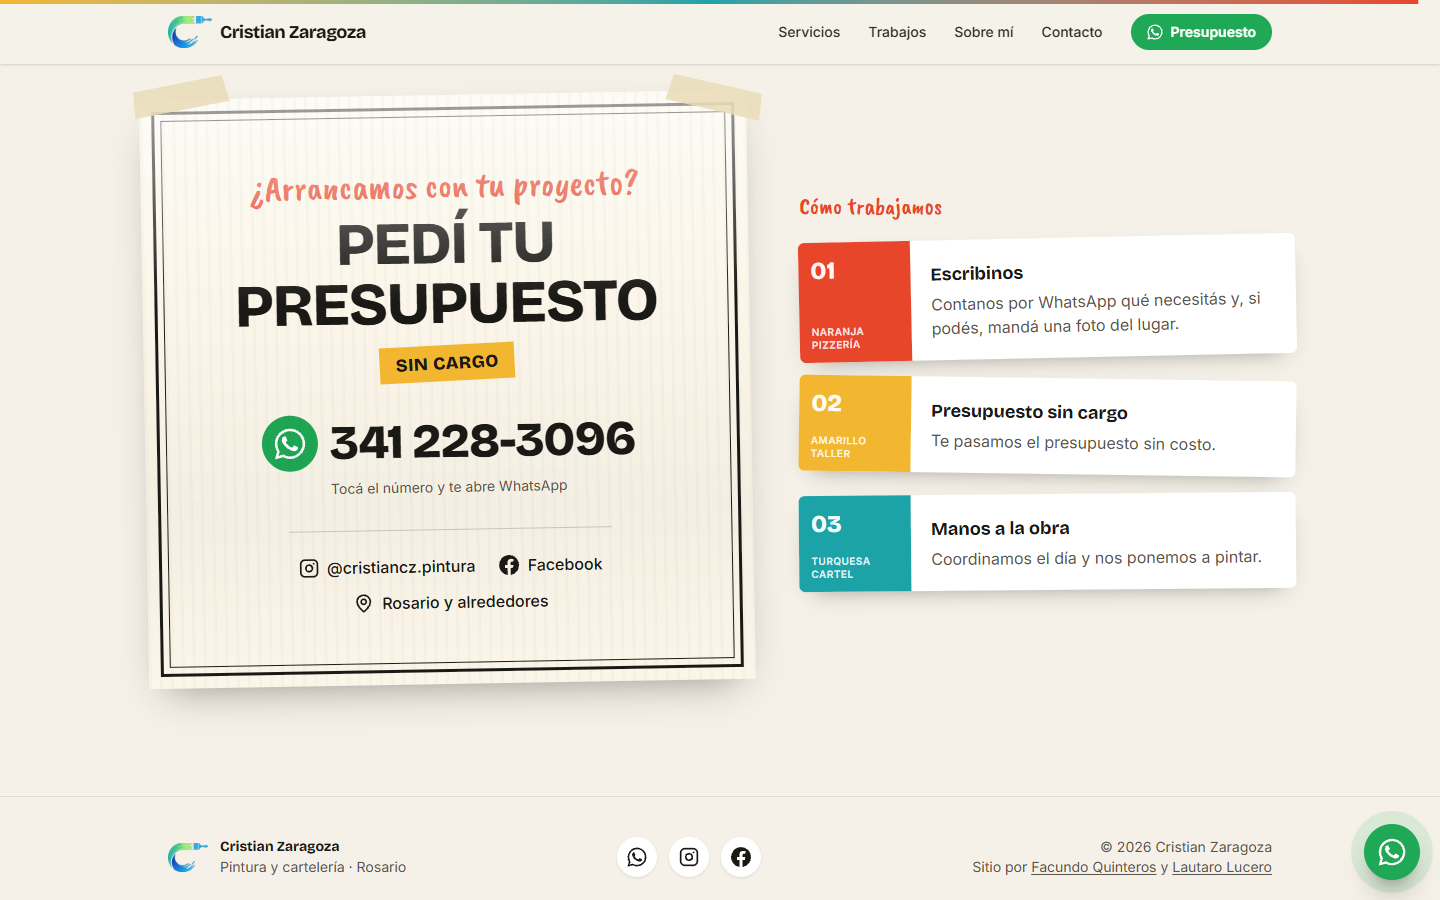 Cristian Zaragoza
Servicios
Trabajos
Sobre mí
Contacto
Presupuesto
¿Arrancamos con tu proyecto?
PEDÍ TU
PRESUPUESTO
SIN CARGO
341 228-3096
Tocá el número y te abre WhatsApp
@cristiancz.pintura
Facebook
Rosario y alrededores
Cómo trabajamos
01
NARANJA
PIZZERÍA
Escribinos
Contanos por WhatsApp qué necesitás y, si
podés, mandá una foto del lugar.
02
AMARILLO
TALLER
Presupuesto sin cargo
Te pasamos el presupuesto sin costo.
03
TURQUESA
CARTEL
Manos a la obra
Coordinamos el día y nos ponemos a pintar.
Cristian Zaragoza
Pintura y cartelería · Rosario
© 2026 Cristian Zaragoza
Sitio por Facundo Quinteros y Lautaro Lucero